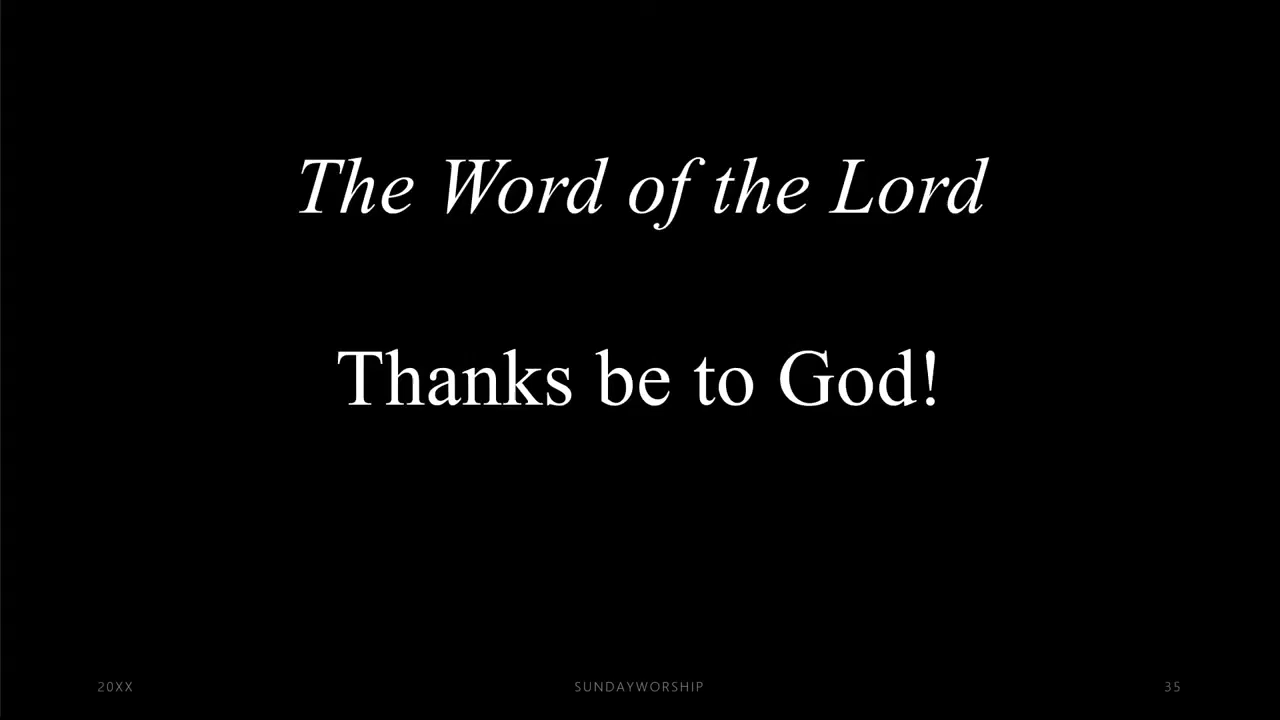 The Word of the Lord
Thanks be to God!
20XX
SUNDAYWORSHIP
35